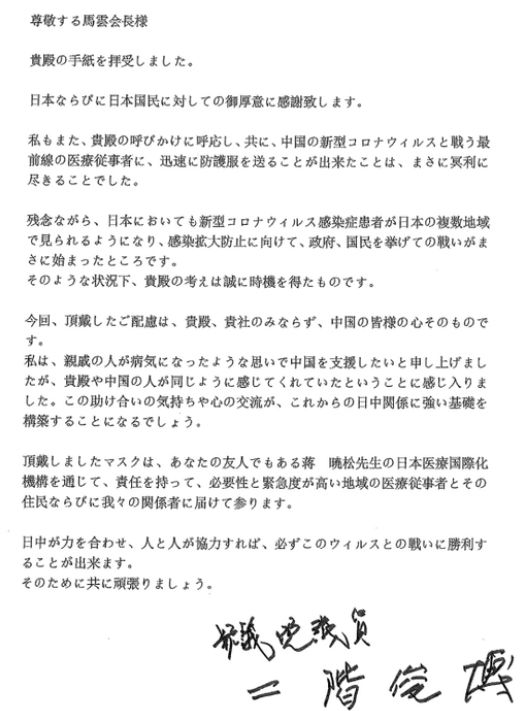 尊敬する馬雲会長様
貴殿の手紙を拝受しました。
日本ならびに日本国民に対しての御厚意に感謝致します。
私もまた、貴殿の呼びかけに呼応し、共に、中国の新型コロナウィルスと戦う最
前線の医療従事者に、迅速に防護服を送ることが出来たことは、まさに冥利に
尽きることでした。
残念ながら、日本においても新型コロナウィルス感染症患者が日本の複数地域
で見られるようになり、感染拡大防止に向けて、政府、国民を挙げての戦いがま
さに始まったところです。
そのような状況下、貴殿の考えは誠に時機を得たものです。
今回、頂戴したご配慮は、貴殿、貴社のみならず、中国の皆様の心そのもので
す。
私は、親戚の人が病気になったような思いで中国を支援したいと申し上げまし
たが、貴殿や中国の人が同じように感じてくれていたということに感じ入りま
した。この助け合いの気持ちや心の交流が、これからの日中関係に強い基礎を
構築することになるでしょう。
頂戴しましたマスクは、あなたの友人でもある蒋　暁松先生の日本医療国際化
機構を通じて、責任を持って、必要性と緊急度が高い地域の医療従事者とその
住民ならびに我々の関係者に届けて参ります。
日中が力を合わせ、人と人が協力すれば、必ずこのウィルスとの戦いに勝利す
ることが出来ます。
そのために共に頑張りましょう。
衆議院議員
二階俊博